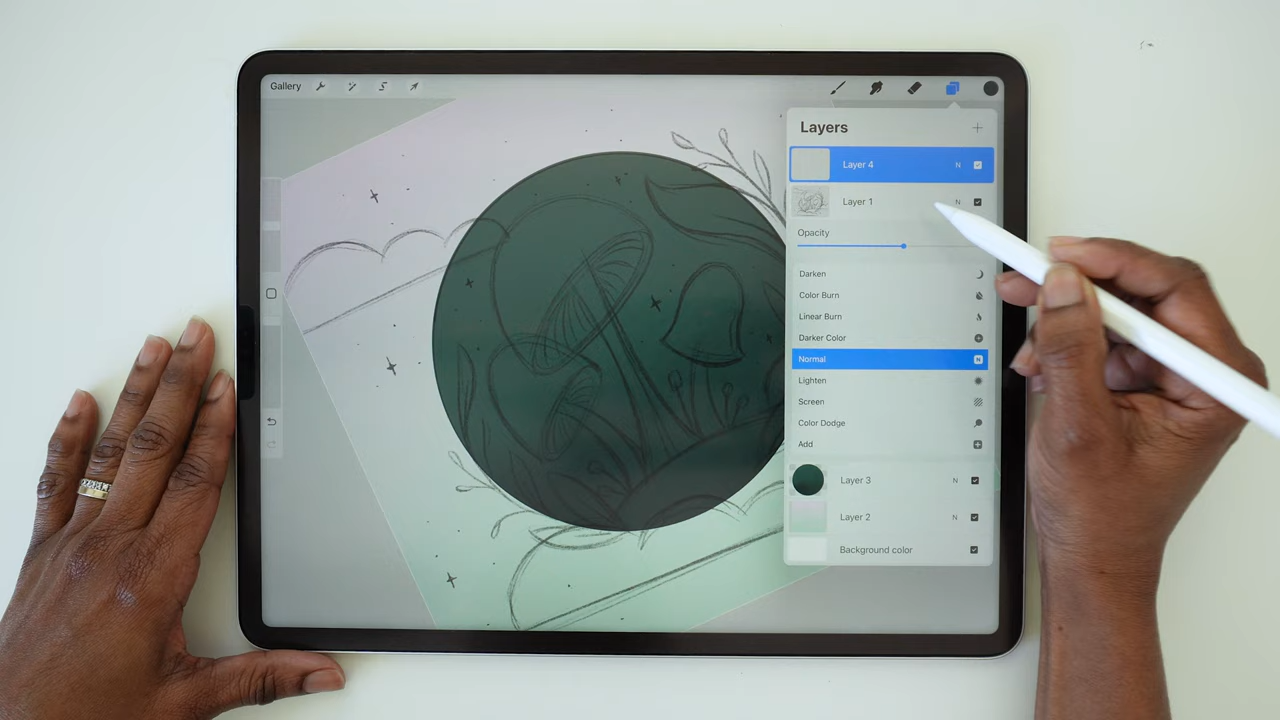 Gallery
Layers
Layer 4 N
Layer 1 N
Opacity
Darken
Color Burn
Linear Burn
Darker Color
Normal N
Lighten
Screen
Color Dodge
Add
Layer 3 N
Layer 2 N
Background color